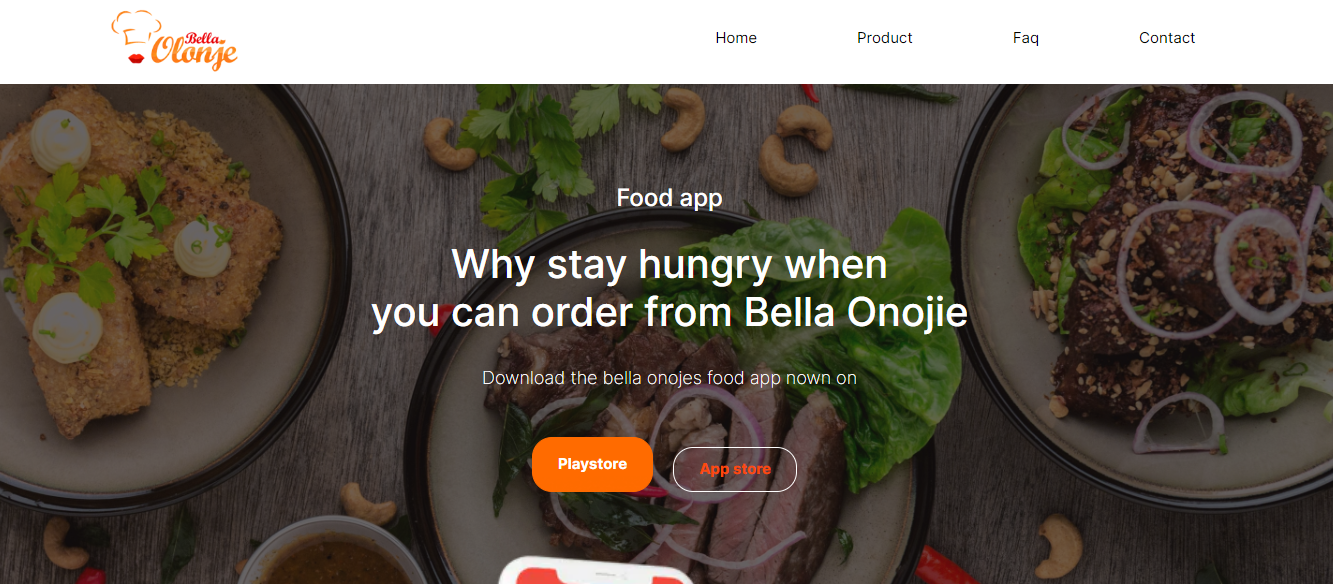 Bella
Olonje
Home
Product
Faq
Contact
Food app
Why stay hungry when
you can order from Bella Onojie
Download the bella onojes food app nown on
Playstore
App store